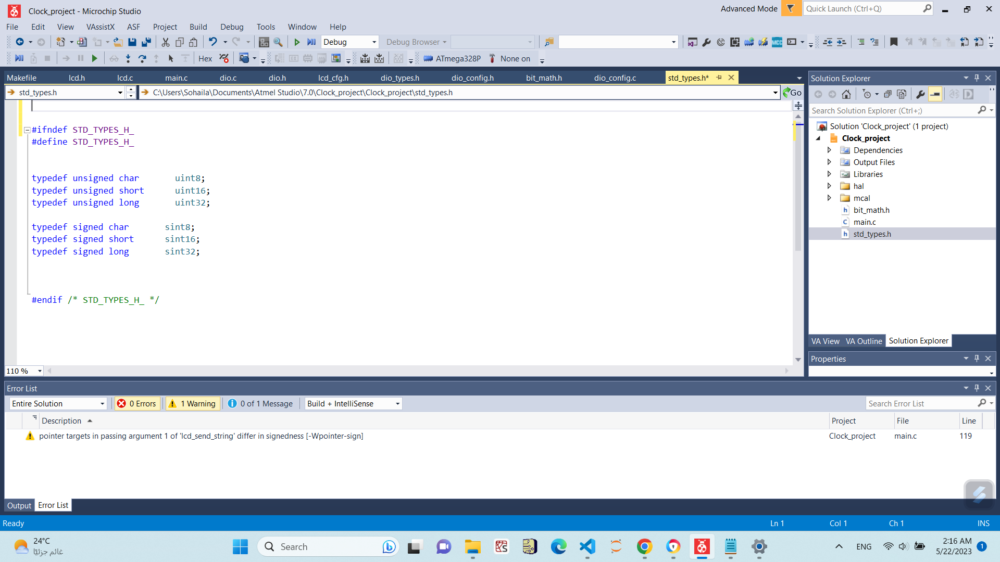 Clock_project - Microchip Studio
Advanced Mode
Quick Launch (Ctrl+Q)
File Edit View VAssistX ASF Project Build Debug Tools Window Help
Debug Debug Browser
MCC
Hex ATmega328P None on
Makefile lcd.h lcd.c main.c dio.c dio.h lcd_cfg.h dio_types.h dio_config.h bit_math.h dio_config.c std_types.h*
std_types.h C:\Users\Sohaila\Documents\Atmel Studio\7.0\Clock_project\Clock_project\std_types.h Go
#ifndef STD_TYPES_H_
#define STD_TYPES_H_
typedef unsigned char uint8;
typedef unsigned short uint16;
typedef unsigned long uint32;
typedef signed char sint8;
typedef signed short sint16;
typedef signed long sint32;
#endif /* STD_TYPES_H_ */
110 %
Solution Explorer
Search Solution Explorer (Ctrl+;)
Solution 'Clock_project' (1 project)
Clock_project
Dependencies
Output Files
Libraries
hal
mcal
bit_math.h
main.c
std_types.h
VA View VA Outline Solution Explorer
Properties
Error List
Entire Solution 0 Errors 1 Warning 0 of 1 Message Build + IntelliSense Search Error List
Description Project File Line
pointer targets in passing argument 1 of 'lcd_send_string' differ in signedness [-Wpointer-sign] Clock_project main.c 119
Output Error List
Ready Ln 1 Col 1 Ch 1 INS
24°C
غائم جزئيًا
Search
ENG
2:16 AM
5/22/2023
1